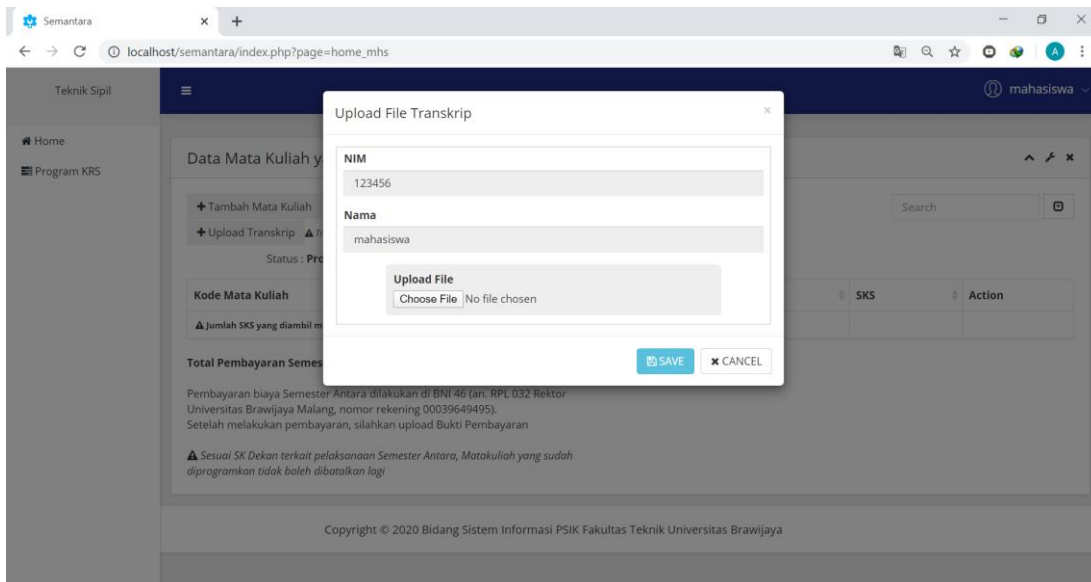 Semantara
localhost/semantara/index.php?page=home_mhs
A
Teknik Sipil
mahasiswa
Home
Program KRS
Data Mata Kuliah
Tambah Mata Kuliah
Search
Upload Transkrip
Status :
Kode Mata Kuliah
SKS
Action
Jumlah SKS yang diambil
Total Pembayaran
Pembayaran biaya Semester Antara dilakukan di BNI 46 (an. RPL 032 Rektor
Universitas Brawijaya Malang, nomor rekening 00039649495).
Setelah melakukan pembayaran, silahkan upload Bukti Pembayaran
Sesuai SK Dekan terkait pelaksanaan Semester Antara, Matakuliah yang sudah
diprogramkan tidak boleh dibatalkan lagi
Copyright © 2020 Bidang Sistem Informasi PSIK Fakultas Teknik Universitas Brawijaya
Upload File Transkrip
NIM
123456
Nama
mahasiswa
Upload File
Choose File No file chosen
SAVE
CANCEL